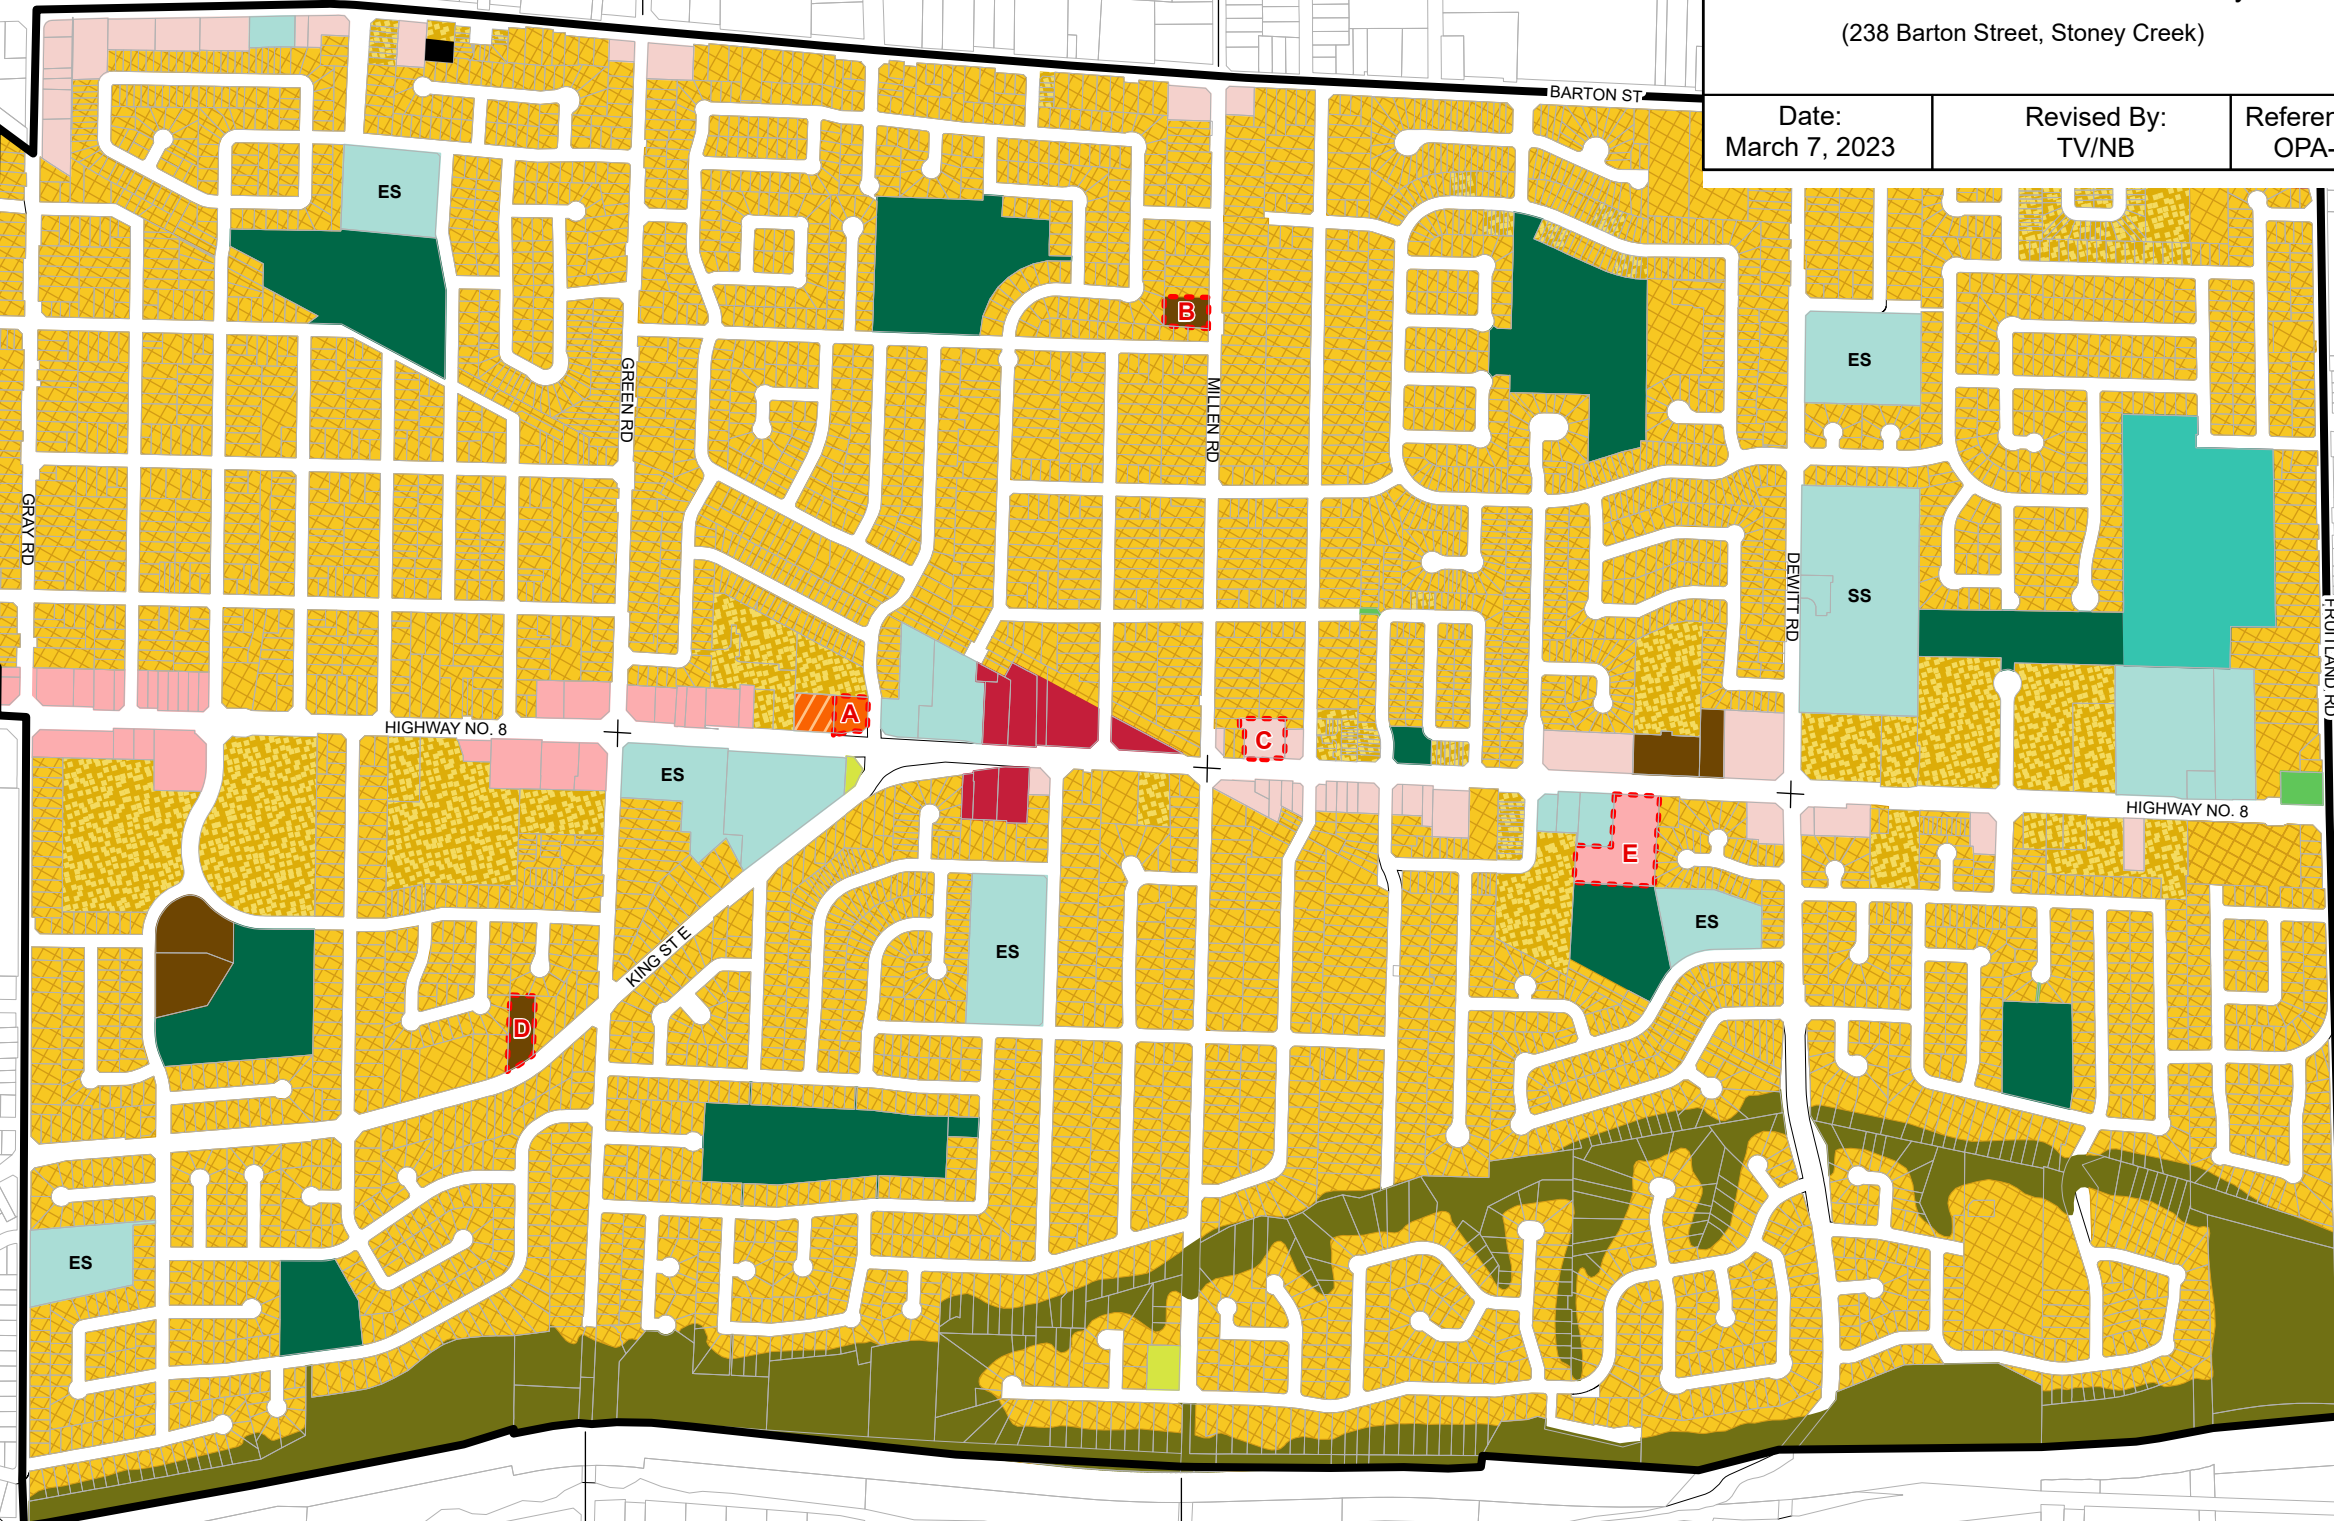 (238 Barton Street, Stoney Creek)
Date:
March 7, 2023
Revised By:
TV/NB
BARTON ST
ES
B
ES
GREEN RD
MILLEN RD
GRAY RD
DEWITT RD
SS
FRUITLAND RD
A
HIGHWAY NO. 8
C
ES
HIGHWAY NO. 8
E
ES
KING ST E
ES
D
ES